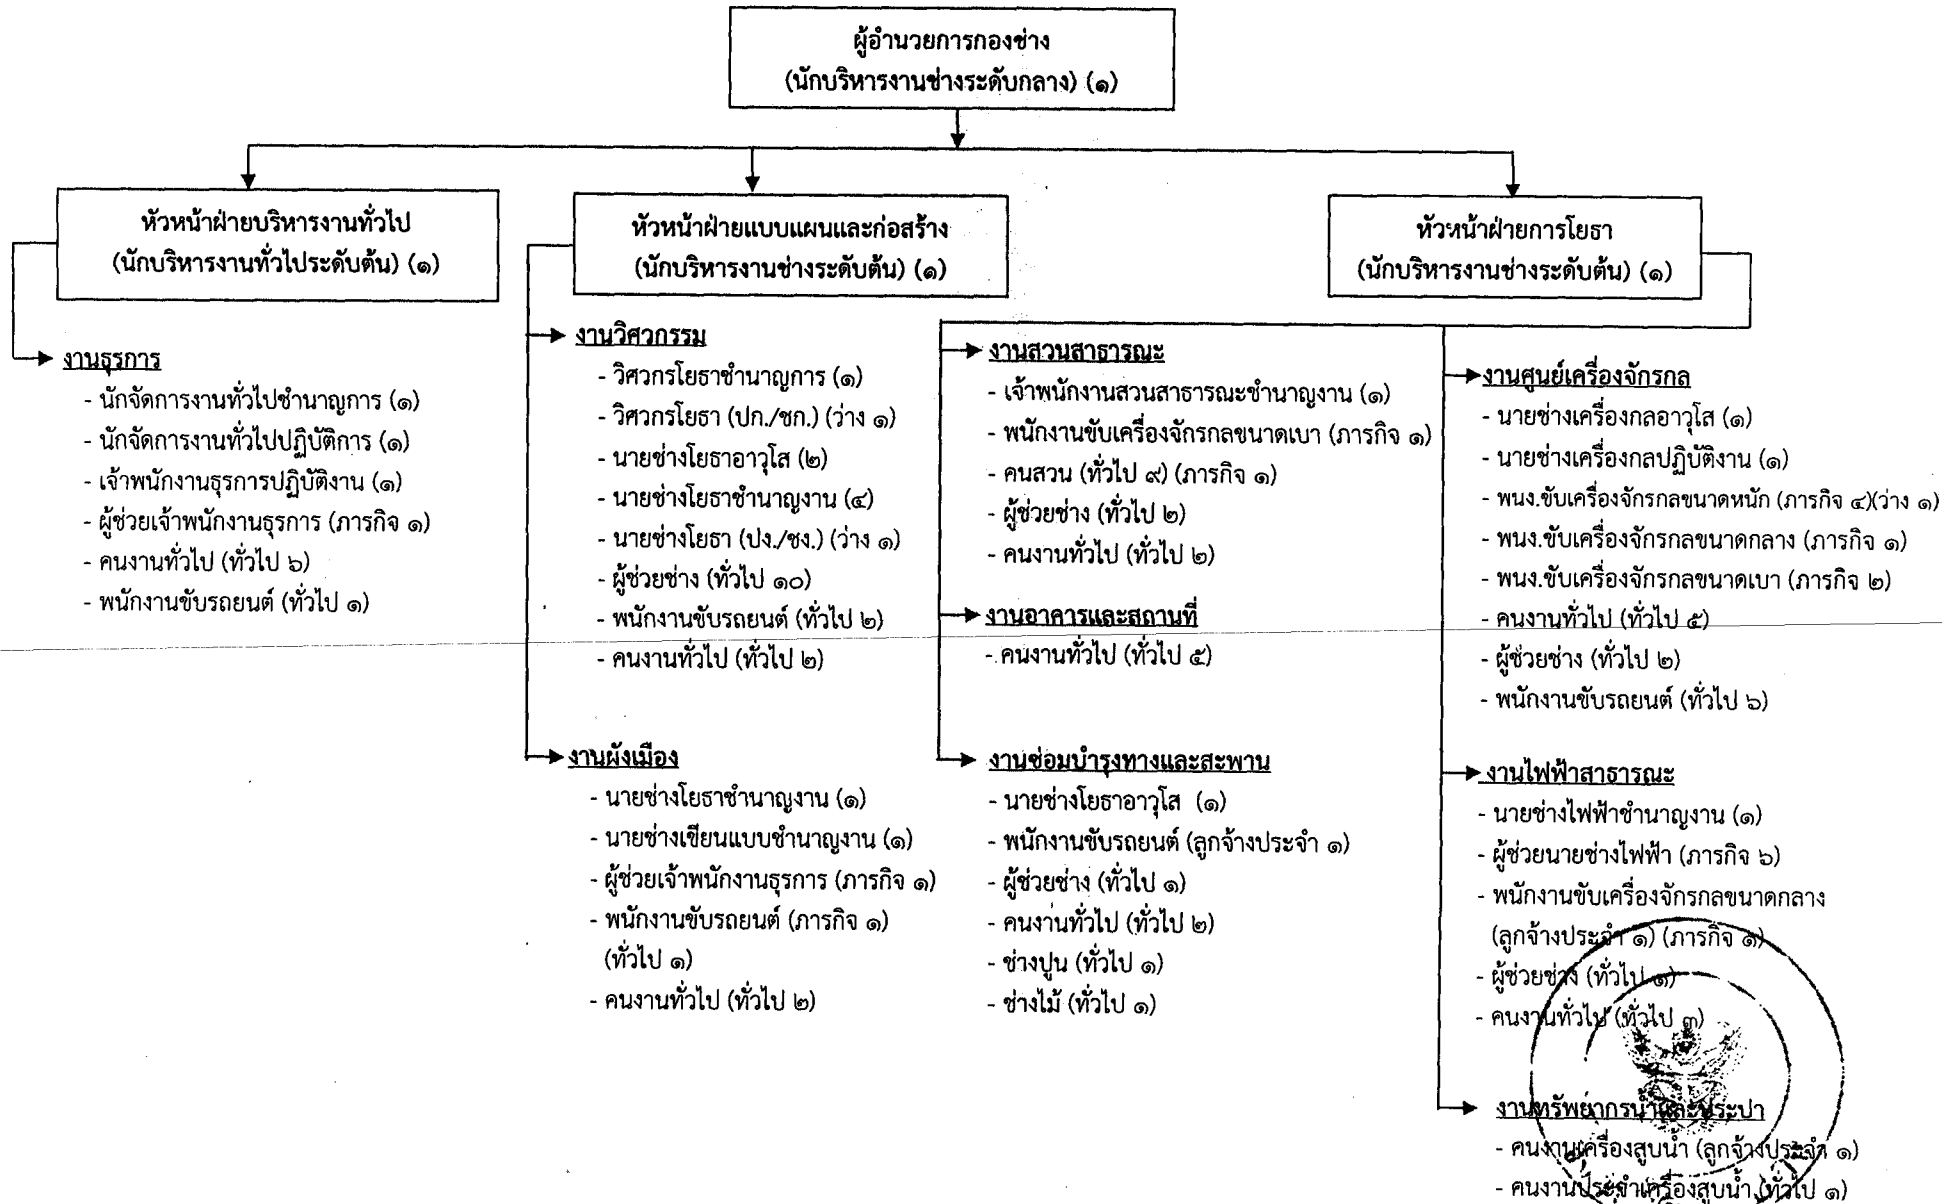 ผู้อำนวยการกองช่าง
(นักบริหารงานช่างระดับกลาง) (๑)
หัวหน้าฝ่ายบริหารงานทั่วไป
(นักบริหารงานทั่วไประดับต้น) (๑)
งานธุรการ
- นักจัดการงานทั่วไปชำนาญการ (๑)
- นักจัดการงานทั่วไปปฏิบัติการ (๑)
- เจ้าพนักงานธุรการปฏิบัติงาน (๑)
- ผู้ช่วยเจ้าพนักงานธุรการ (ภารกิจ ๑)
- คนงานทั่วไป (ทั่วไป ๖)
- พนักงานขับรถยนต์ (ทั่วไป ๑)
หัวหน้าฝ่ายแบบแผนและก่อสร้าง
(นักบริหารงานช่างระดับต้น) (๑)
งานวิศวกรรม
- วิศวกรโยธาชำนาญการ (๑)
- วิศวกรโยธา (ปก./ชก.) (ว่าง ๑)
- นายช่างโยธาอาวุโส (๒)
- นายช่างโยธาชำนาญงาน (๔)
- นายช่างโยธา (ปง./ชง.) (ว่าง ๑)
- ผู้ช่วยช่าง (ทั่วไป ๑๐)
- พนักงานขับรถยนต์ (ทั่วไป ๒)
- คนงานทั่วไป (ทั่วไป ๒)
งานผังเมือง
- นายช่างโยธาชำนาญงาน (๑)
- นายช่างเขียนแบบชำนาญงาน (๑)
- ผู้ช่วยเจ้าพนักงานธุรการ (ภารกิจ ๑)
- พนักงานขับรถยนต์ (ภารกิจ ๑)
(ทั่วไป ๑)
- คนงานทั่วไป (ทั่วไป ๒)
หัวหน้าฝ่ายการโยธา
(นักบริหารงานช่างระดับต้น) (๑)
งานสวนสาธารณะ
- เจ้าพนักงานสวนสาธารณะชำนาญงาน (๑)
- พนักงานขับเครื่องจักรกลขนาดเบา (ภารกิจ ๑)
- คนสวน (ทั่วไป ๙) (ภารกิจ ๑)
- ผู้ช่วยช่าง (ทั่วไป ๒)
- คนงานทั่วไป (ทั่วไป ๒)
งานอาคารและสถานที่
- คนงานทั่วไป (ทั่วไป ๕)
งานซ่อมบำรุงทางและสะพาน
- นายช่างโยธาอาวุโส (๑)
- พนักงานขับรถยนต์ (ลูกจ้างประจำ ๑)
- ผู้ช่วยช่าง (ทั่วไป ๑)
- คนงานทั่วไป (ทั่วไป ๒)
- ช่างปูน (ทั่วไป ๑)
- ช่างไม้ (ทั่วไป ๑)
งานศูนย์เครื่องจักรกล
- นายช่างเครื่องกลอาวุโส (๑)
- นายช่างเครื่องกลปฏิบัติงาน (๑)
- พนง.ขับเครื่องจักรกลขนาดหนัก (ภารกิจ ๔)(ว่าง ๑)
- พนง.ขับเครื่องจักรกลขนาดกลาง (ภารกิจ ๑)
- พนง.ขับเครื่องจักรกลขนาดเบา (ภารกิจ ๒)
- คนงานทั่วไป (ทั่วไป ๕)
- ผู้ช่วยช่าง (ทั่วไป ๒)
- พนักงานขับรถยนต์ (ทั่วไป ๖)
งานไฟฟ้าสาธารณะ
- นายช่างไฟฟ้าชำนาญงาน (๑)
- ผู้ช่วยนายช่างไฟฟ้า (ภารกิจ ๖)
- พนักงานขับเครื่องจักรกลขนาดกลาง
(ลูกจ้างประจำ ๑) (ภารกิจ ๑)
- ผู้ช่วยช่าง (ทั่วไป ๑)
- คนงานทั่วไป (ทั่วไป ๓)
งานทรัพยากรน้ำและประปา
- คนงานเครื่องสูบน้ำ (ลูกจ้างประจำ ๑)
- คนงานประจำเครื่องสูบน้ำ (ทั่วไป ๑)